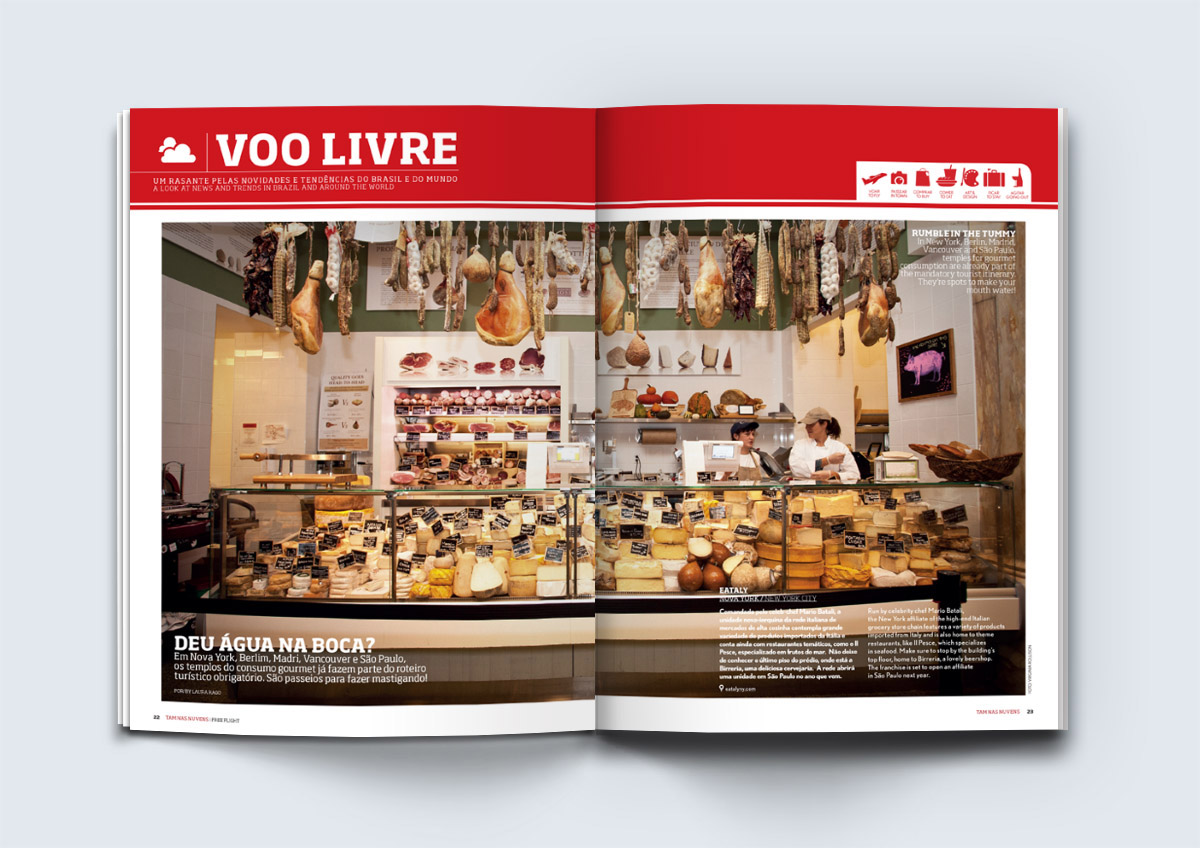 VOO LIVRE
UM RASANTE PELAS NOVIDADES E TENDÊNCIAS DO BRASIL E DO MUNDO
A LOOK AT NEWS AND TRENDS IN BRAZIL AND AROUND THE WORLD
VOAR
TO FLY
PASSEAR
IN TOWN
COMPRAR
TO BUY
COMER
TO EAT
ART &
DESIGN
FICAR
TO STAY
AGITAR
GOING OUT
RUMBLE IN THE TUMMY
In New York, Berlin, Madrid,
Vancouver and São Paulo,
temples for gourmet
consumption are already part of
the mandatory tourist itinerary.
They're spots to make your
mouth water!
DEU ÁGUA NA BOCA?
Em Nova York, Berlim, Madri, Vancouver e São Paulo,
os templos do consumo gourmet já fazem parte do roteiro
turístico obrigatório. São passeios para fazer mastigando!
POR/BY LAURA KAGO
EATALY
NOVA YORK / NEW YORK CITY
Comandada pelo celeb-chef Mario Batali, a
unidade nova-iorquina da rede italiana de
mercados de alta cozinha contempla grande
variedade de produtos importados da Itália e
conta ainda com restaurantes temáticos, como o Il
Pesce, especializado em frutos do mar. Não deixe
de conhecer o último piso do prédio, onde está a
Birreria, uma deliciosa cervejaria. A rede abrirá
uma unidade em São Paulo no ano que vem.
eatalyny.com
Run by celebrity chef Mario Batali,
the New York affiliate of the high-end Italian
grocery store chain features a variety of products
imported from Italy and is also home to theme
restaurants, like Il Pesce, which specializes
in seafood. Make sure to stop by the building's
top floor, home to Birreria, a lovely beershop.
The franchise is set to open an affiliate
in São Paulo next year.
22 TAM NAS NUVENS / FREE FLIGHT
TAM NAS NUVENS 23